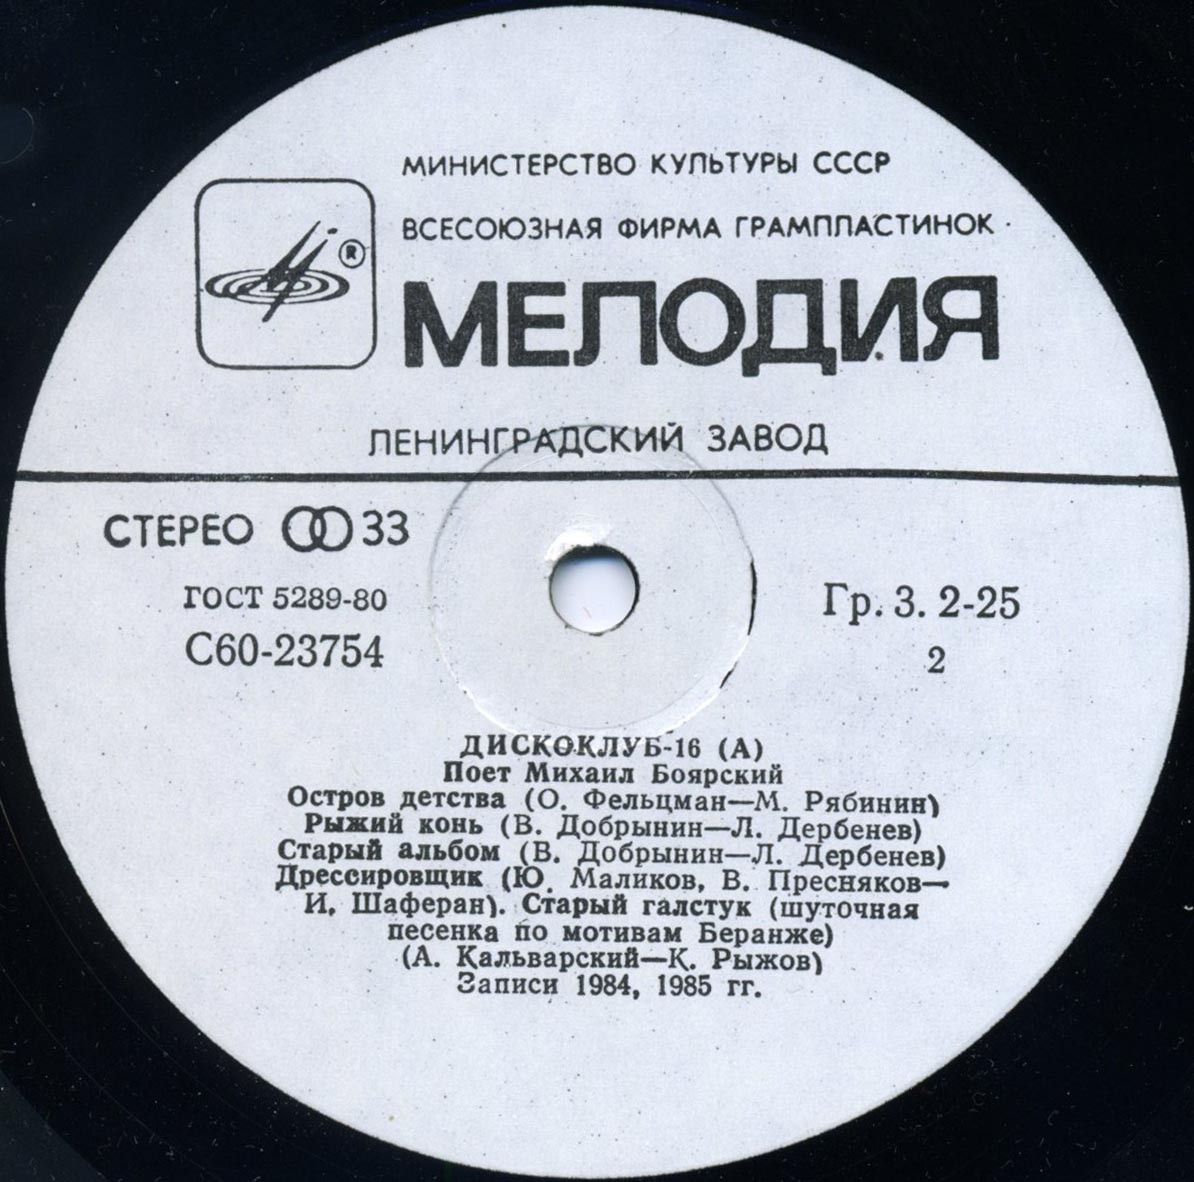 МИНИСТЕРСТВО КУЛЬТУРЫ СССР
ВСЕСОЮЗНАЯ ФИРМА ГРАМПЛАСТИНОК
®
МЕЛОДИЯ
ЛЕНИНГРАДСКИЙ ЗАВОД
СТЕРЕО 33
ГОСТ 5289-80
С60-23754
Гр. 3. 2-25
2
ДИСКОКЛУБ-16 (А)
Поет Михаил Боярский
Остров детства (О. Фельцман—М. Рябинин)
Рыжий конь (В. Добрынин—Л. Дербенев)
Старый альбом (В. Добрынин—Л. Дербенев)
Дрессировщик (Ю. Маликов, В. Пресняков—
И. Шаферан). Старый галстук (шуточная
песенка по мотивам Беранже)
(А. Кальварский—К. Рыжов)
Записи 1984, 1985 гг.